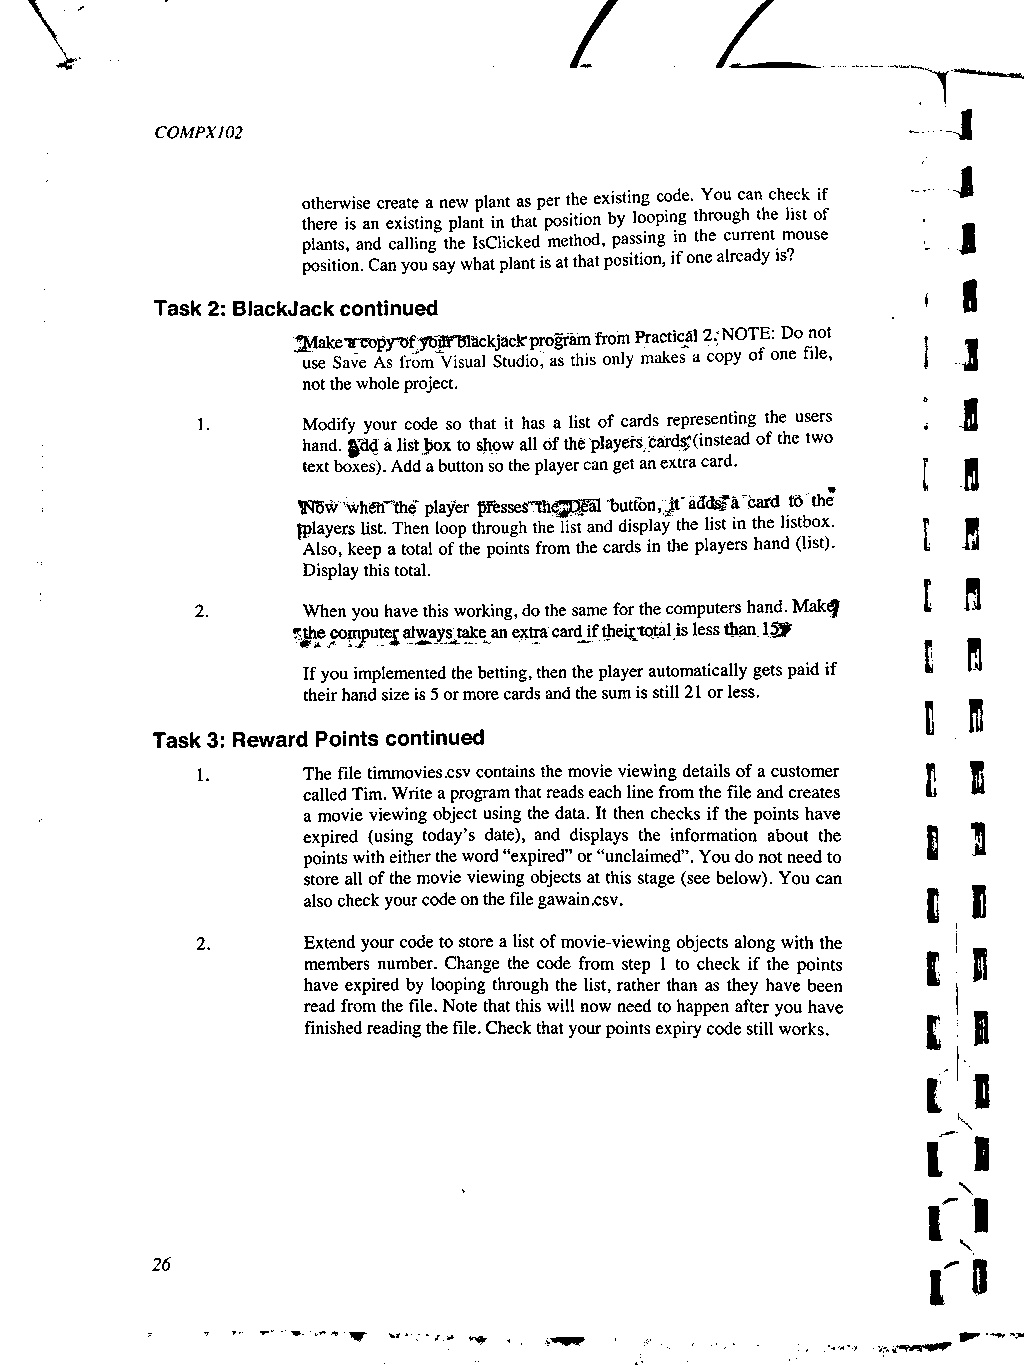 COMPX102
otherwise create a new plant as per the existing code. You can check if
there is an existing plant in that position by looping through the list of
plants, and calling the IsClicked method, passing in the current mouse
position. Can you say what plant is at that position, if one already is?
Task 2: BlackJack continued
Make a copy of your Blackjack program from Practical 2. NOTE: Do not
use Save As from Visual Studio, as this only makes a copy of one file,
not the whole project.
1. Modify your code so that it has a list of cards representing the users
hand. Add a list box to show all of the players cards (instead of the two
text boxes). Add a button so the player can get an extra card.
Now when the player presses the Deal button, it adds a card to the
players list. Then loop through the list and display the list in the listbox.
Also, keep a total of the points from the cards in the players hand (list).
Display this total.
2. When you have this working, do the same for the computers hand. Make
the computer always take an extra card if their total is less than 15.
If you implemented the betting, then the player automatically gets paid if
their hand size is 5 or more cards and the sum is still 21 or less.
Task 3: Reward Points continued
1. The file timmovies.csv contains the movie viewing details of a customer
called Tim. Write a program that reads each line from the file and creates
a movie viewing object using the data. It then checks if the points have
expired (using today's date), and displays the information about the
points with either the word "expired" or "unclaimed". You do not need to
store all of the movie viewing objects at this stage (see below). You can
also check your code on the file gawain.csv.
2. Extend your code to store a list of movie-viewing objects along with the
members number. Change the code from step 1 to check if the points
have expired by looping through the list, rather than as they have been
read from the file. Note that this will now need to happen after you have
finished reading the file. Check that your points expiry code still works.
26